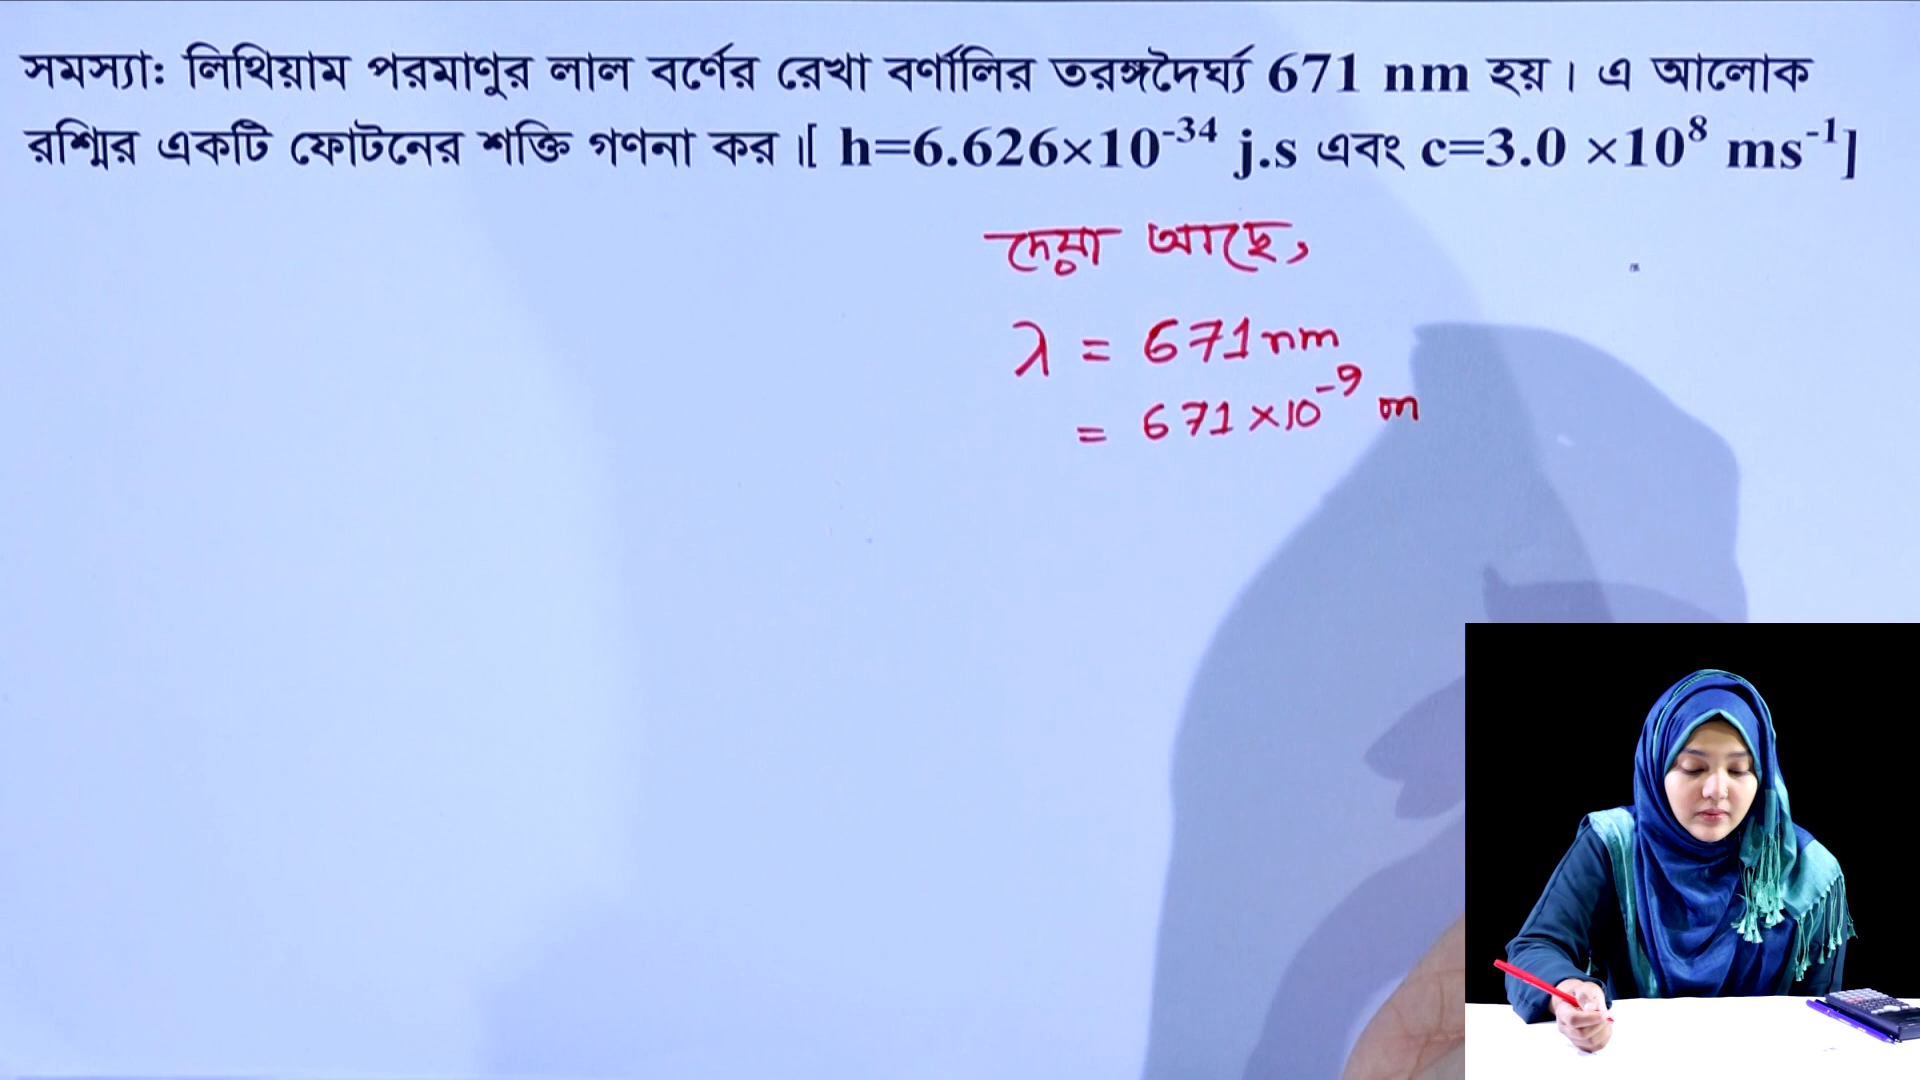 সমস্যাঃ লিথিয়াম পরমাণুর লাল বর্ণের রেখা বর্ণালির তরঙ্গদৈর্ঘ্য 671 nm হয়। এ আলোক
রশ্মির একটি ফোটনের শক্তি গণনা কর।[ h=6.626×10⁻³⁴ j.s এবং c=3.0 ×10⁸ ms⁻¹]
দেয়া আছে,
λ = 671 nm
= 671 ×10⁻⁹ m